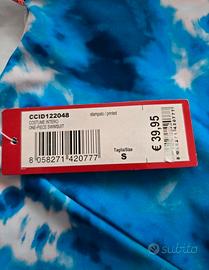 CCID122048
stampato / printed
COSTUME INTERO
ONE-PIECE SWIMSUIT
Taglia/Size
S
8 058271 420777
€ 39,95
subito